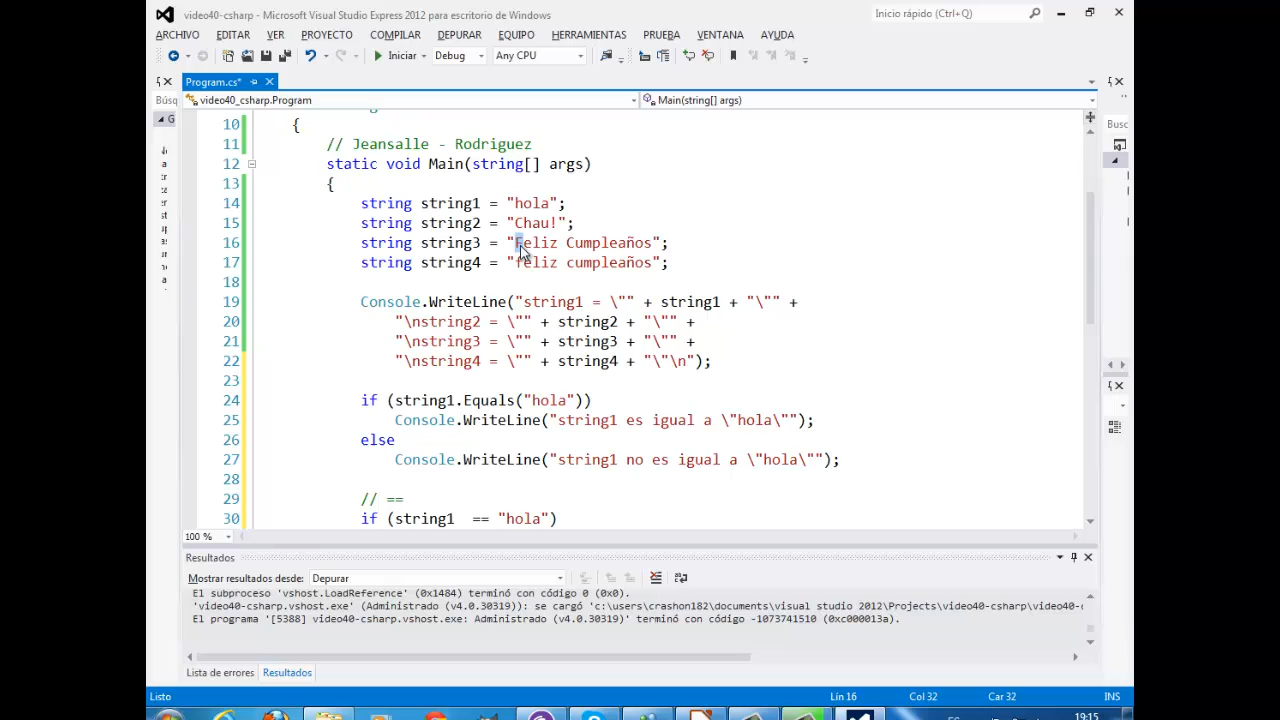 video40-csharp - Microsoft Visual Studio Express 2012 para escritorio de Windows
Inicio rápido (Ctrl+Q)
ARCHIVO EDITAR VER PROYECTO COMPILAR DEPURAR EQUIPO HERRAMIENTAS PRUEBA VENTANA AYUDA
Iniciar Debug Any CPU
Program.cs*
Búsq
video40_csharp.Program
Main(string[] args)
Busc
G
10 {
11 // Jeansalle - Rodriguez
12 static void Main(string[] args)
13 {
14 string string1 = "hola";
15 string string2 = "Chau!";
16 string string3 = "Feliz Cumpleaños";
17 string string4 = "feliz cumpleaños";
18
19 Console.WriteLine("string1 = \"" + string1 + "\"" +
20 "\nstring2 = \"" + string2 + "\"" +
21 "\nstring3 = \"" + string3 + "\"" +
22 "\nstring4 = \"" + string4 + "\"\n");
23
24 if (string1.Equals("hola"))
25 Console.WriteLine("string1 es igual a \"hola\"");
26 else
27 Console.WriteLine("string1 no es igual a \"hola\"");
28
29 // ==
30 if (string1  == "hola")
100 %
Resultados
Mostrar resultados desde: Depurar
El subproceso 'vshost.LoadReference' (0x1484) terminó con código 0 (0x0).
'video40-csharp.vshost.exe' (Administrado (v4.0.30319)): se cargó 'c:\users\crashon182\documents\visual studio 2012\Projects\video40-csharp\video40-c
El programa '[5388] video40-csharp.vshost.exe: Administrado (v4.0.30319)' terminó con código -1073741510 (0xc000013a).
Lista de errores Resultados
Listo Lín 16 Col 32 Car 32 INS
19:15